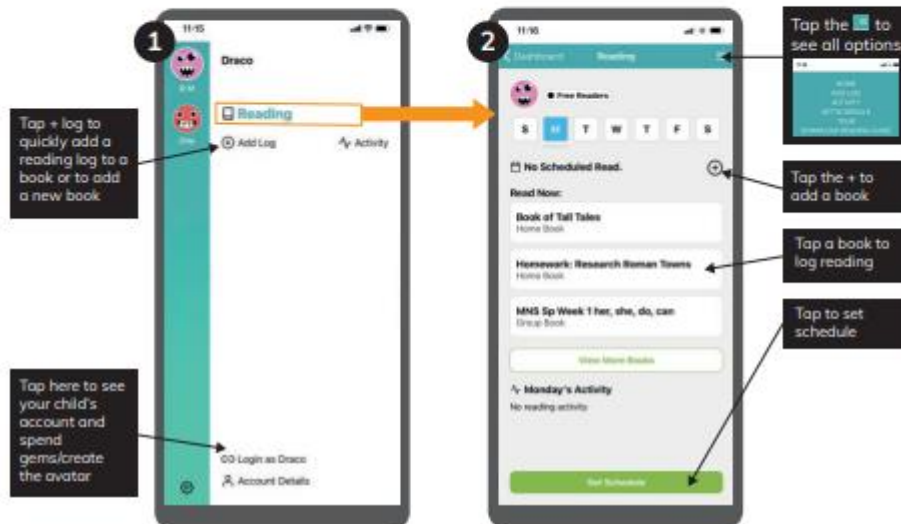 1
11:15
Draco
Reading
Add Log
Activity
Login as Draco
Account Details
Tap + log to
quickly add a
reading log to a
book or to add
a new book
Tap here to see
your child's
account and
spend
gems/create
the avatar
2
11:16
Dashboard
Reading
Free Readers
S M T W T F S
No Scheduled Read.
Read Now:
Book of Tall Tales
Home Book
Homework: Research Roman Towns
Home Book
MNS Sp Week 1 her, she, do, can
Group Book
View More Books
Monday's Activity
No reading activity
Set Schedule
Tap the to
see all options
HOME
ADD LOG
ACTIVITY
Tap the + to
add a book
Tap a book to
log reading
Tap to set
schedule